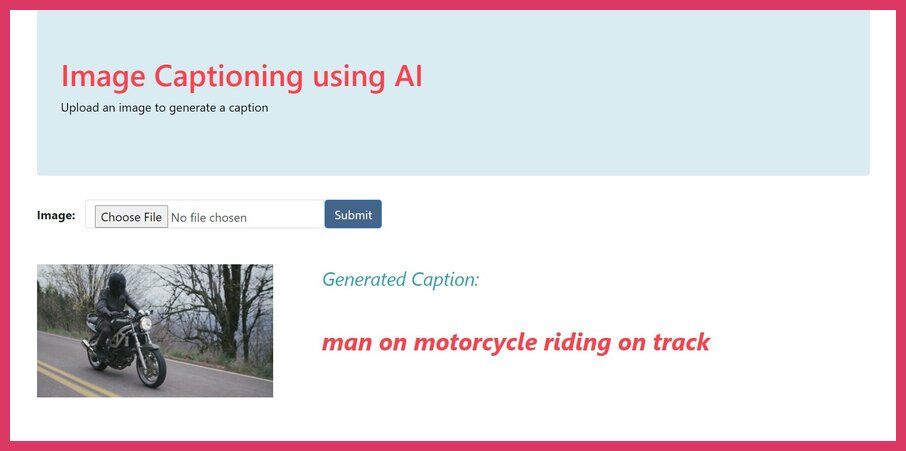 Image Captioning using AI
Upload an image to generate a caption
Image: Choose File No file chosen Submit
Generated Caption:
man on motorcycle riding on track